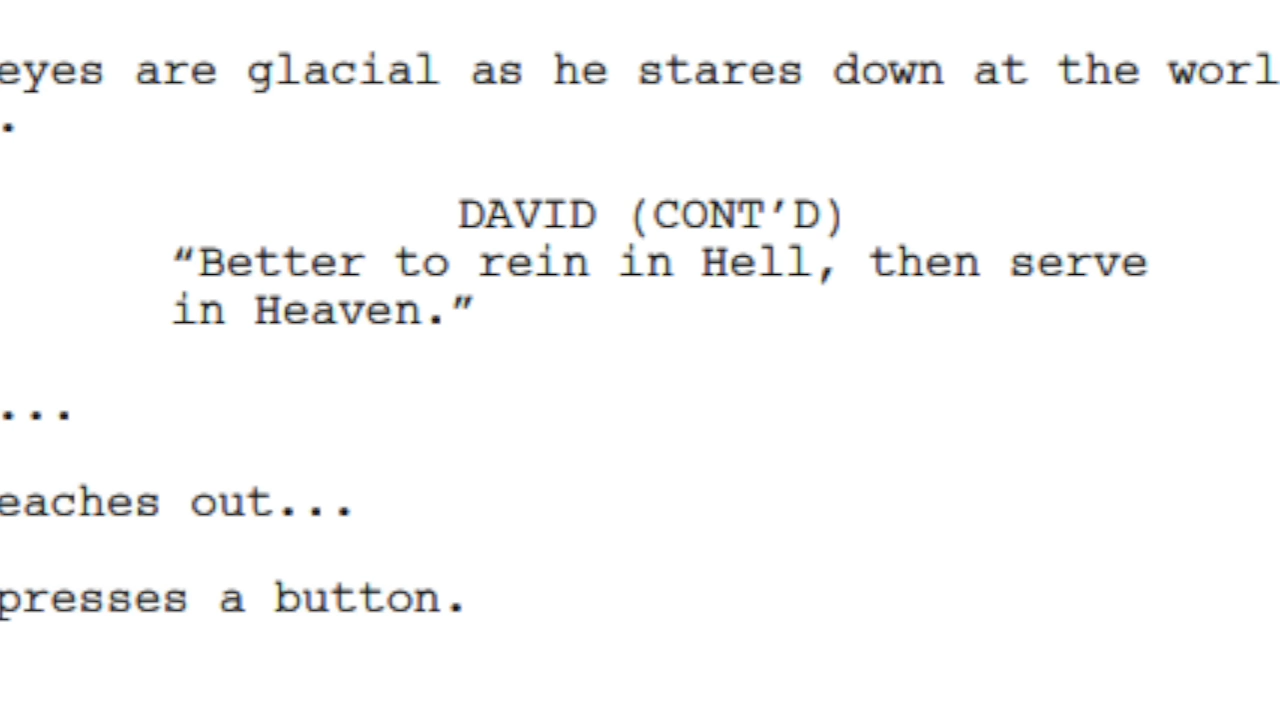 eyes are glacial as he stares down at the worl
.
DAVID (CONT’D)
“Better to rein in Hell, then serve
in Heaven.”
...
eaches out...
presses a button.